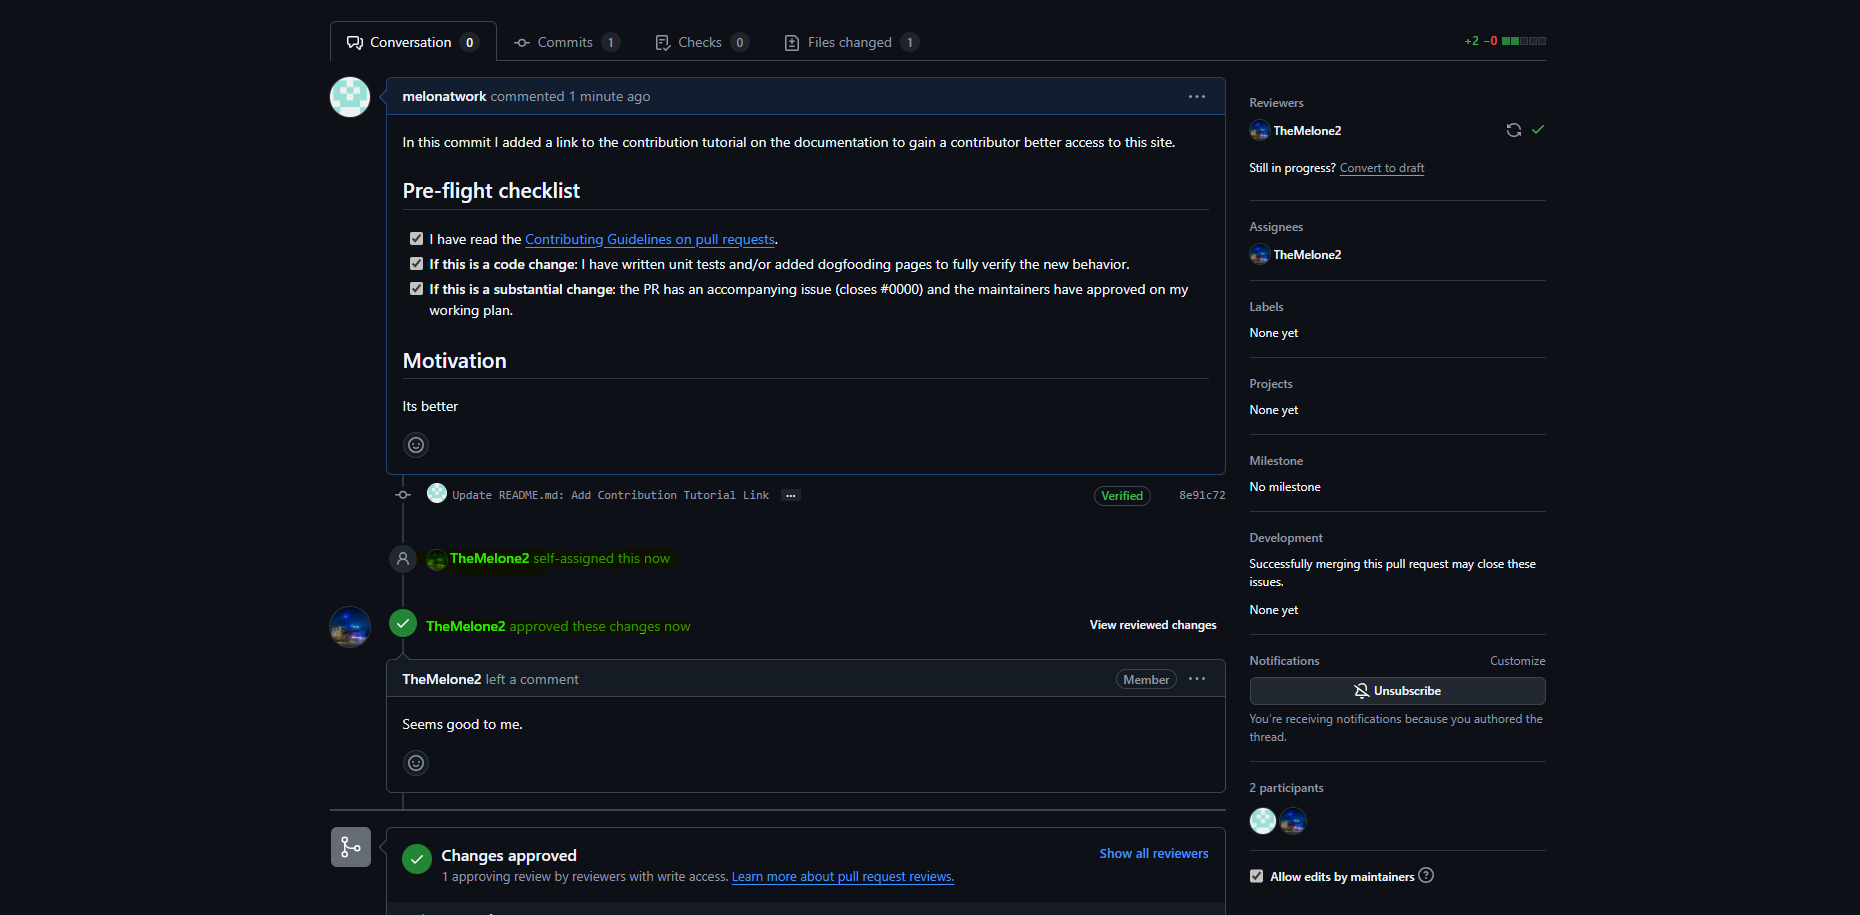 Conversation 0 Commits 1 Checks 0 Files changed 1 +2 −0
melonatwork commented 1 minute ago
In this commit I added a link to the contribution tutorial on the documentation to gain a contributor better access to this site.
Pre-flight checklist
I have read the Contributing Guidelines on pull requests.
If this is a code change: I have written unit tests and/or added dogfooding pages to fully verify the new behavior.
If this is a substantial change: the PR has an accompanying issue (closes #0000) and the maintainers have approved on my
working plan.
Motivation
Its better
Update README.md: Add Contribution Tutorial Link ... Verified 8e91c72
TheMelone2 self-assigned this now
TheMelone2 approved these changes now View reviewed changes
TheMelone2 left a comment Member
Seems good to me.
Changes approved Show all reviewers
1 approving review by reviewers with write access. Learn more about pull request reviews.
Reviewers
TheMelone2
Still in progress? Convert to draft
Assignees
TheMelone2
Labels
None yet
Projects
None yet
Milestone
No milestone
Development
Successfully merging this pull request may close these
issues.
None yet
Notifications Customize
Unsubscribe
You're receiving notifications because you authored the
thread.
2 participants
Allow edits by maintainers ?